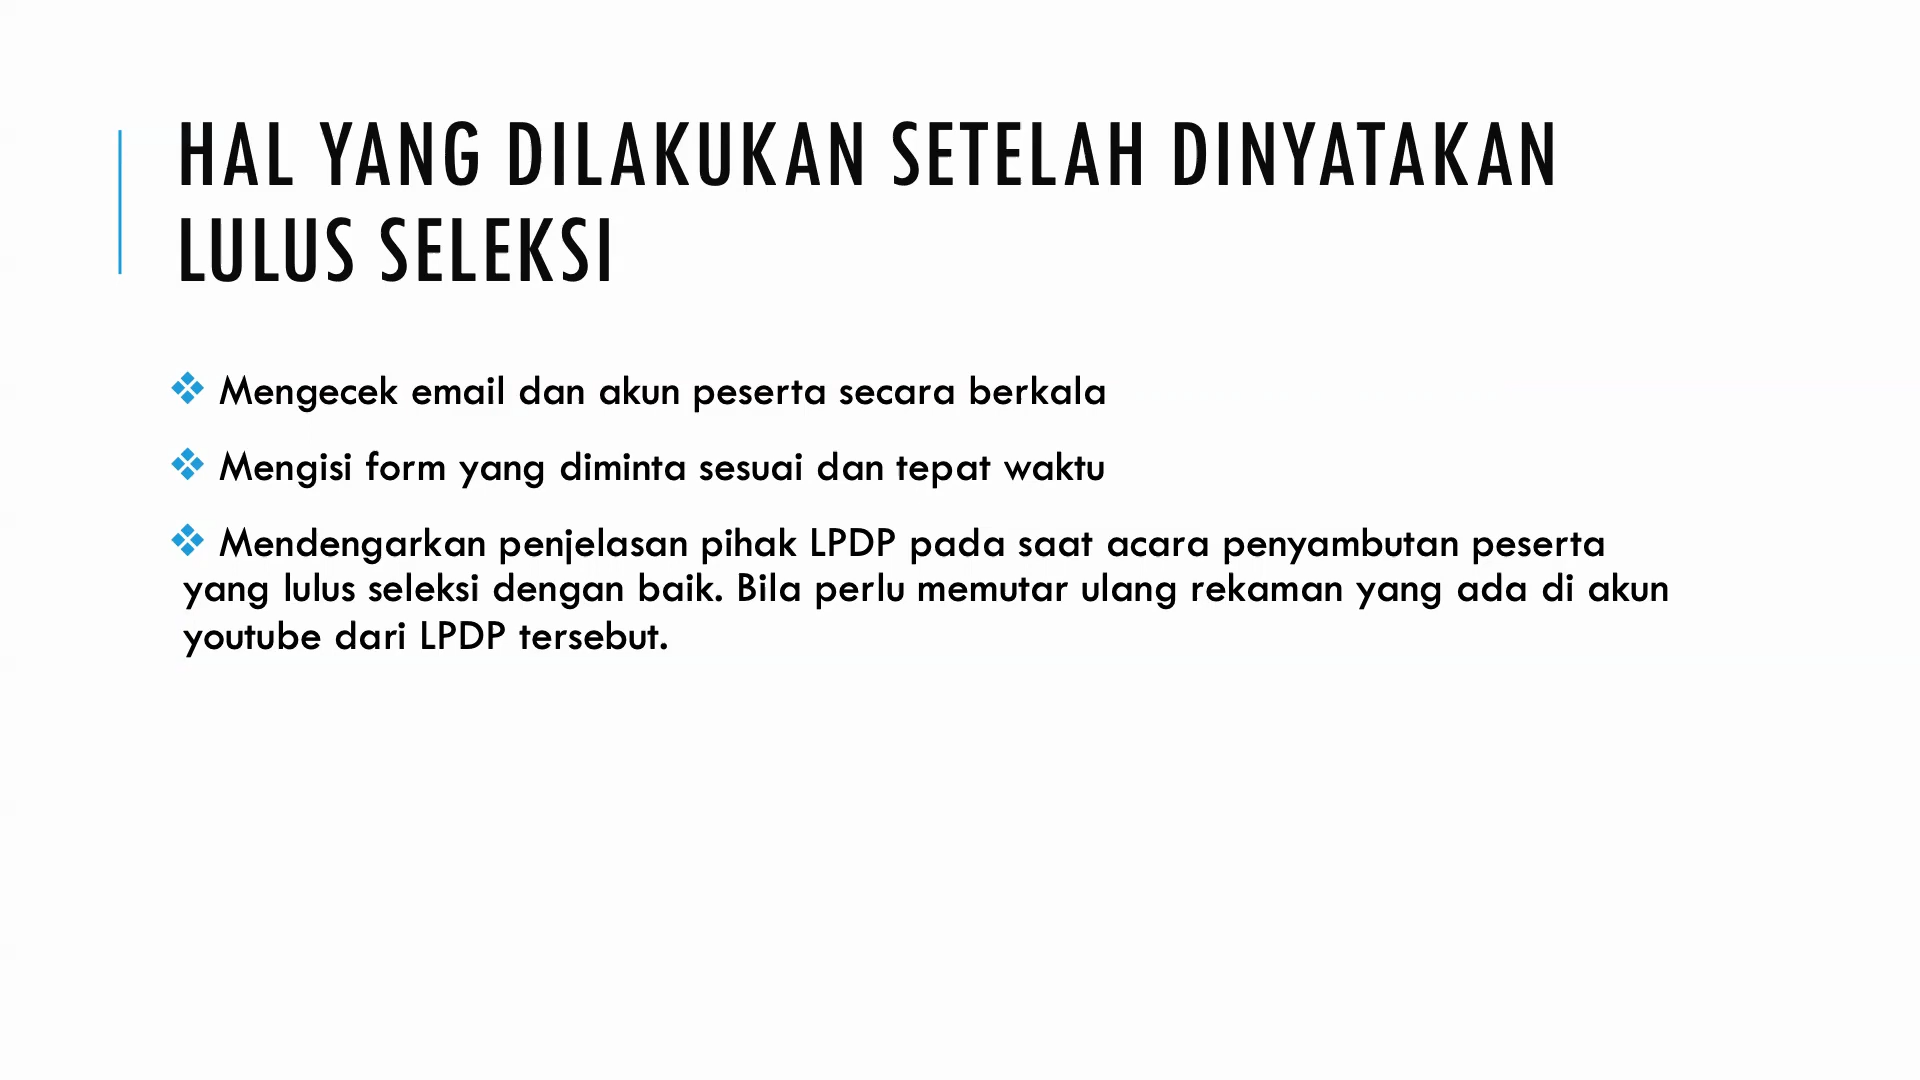 HAL YANG DILAKUKAN SETELAH DINYATAKAN
LULUS SELEKSI
❖ Mengecek email dan akun peserta secara berkala
❖ Mengisi form yang diminta sesuai dan tepat waktu
❖ Mendengarkan penjelasan pihak LPDP pada saat acara penyambutan peserta
yang lulus seleksi dengan baik. Bila perlu memutar ulang rekaman yang ada di akun
youtube dari LPDP tersebut.